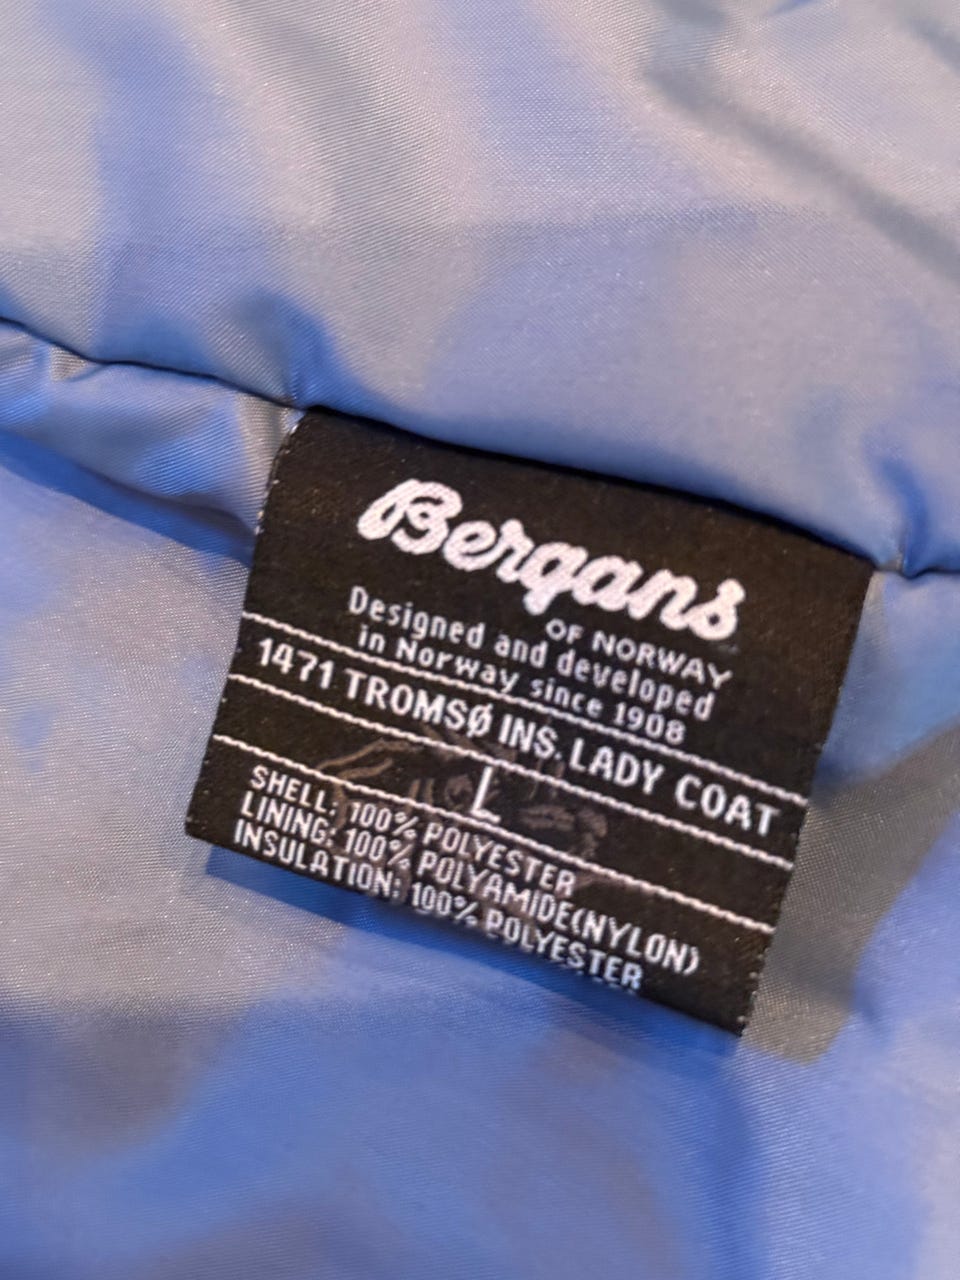 Bergans
OF NORWAY
Designed and developed
in Norway since 1908
1471 TROMSØ INS. LADY COAT
L
SHELL: 100% POLYESTER
LINING: 100% POLYAMIDE(NYLON)
INSULATION: 100% POLYESTER